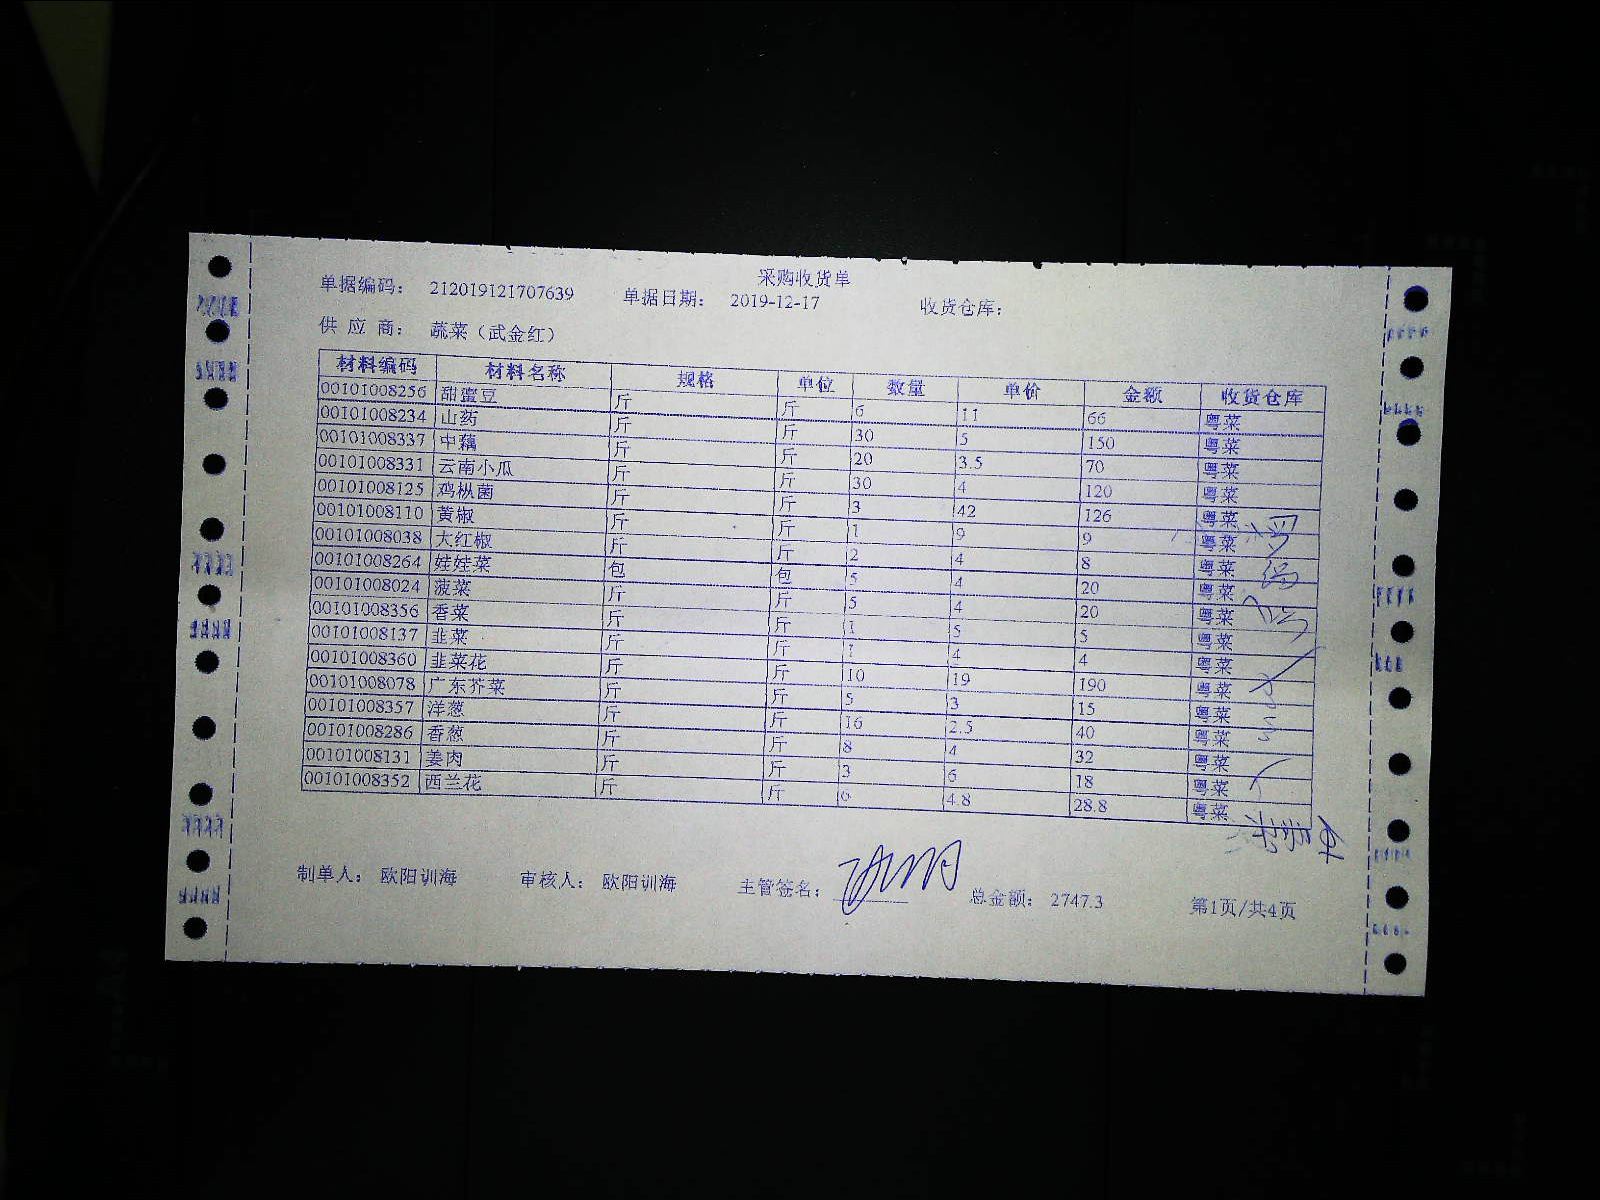 采购收货单
单据编码： 212019121707639 单据日期： 2019-12-17 收货仓库：
供 应 商： 蔬菜（武金红）
材料编码 材料名称 规格 单位 数量 单价 金额 收货仓库
00101008256 甜蜜豆 斤 斤 6 11 66 粤菜
00101008234 山药 斤 斤 30 5 150 粤菜
00101008337 中藕 斤 斤 20 3.5 70 粤菜
00101008331 云南小瓜 斤 斤 30 4 120 粤菜
00101008125 鸡枞菌 斤 斤 3 42 126 粤菜
00101008110 黄椒 斤 斤 1 9 9 粤菜
00101008038 大红椒 斤 斤 2 4 8 粤菜
00101008264 娃娃菜 包 包 5 4 20 粤菜
00101008024 菠菜 斤 斤 5 4 20 粤菜
00101008356 香菜 斤 斤 1 5 5 粤菜
00101008137 韭菜 斤 斤 1 4 4 粤菜
00101008360 韭菜花 斤 斤 10 19 190 粤菜
00101008078 广东芥菜 斤 斤 5 3 15 粤菜
00101008357 洋葱 斤 斤 16 2.5 40 粤菜
00101008286 香葱 斤 斤 8 4 32 粤菜
00101008131 姜肉 斤 斤 3 6 18 粤菜
00101008352 西兰花 斤 斤 6 4.8 28.8 粤菜
制单人： 欧阳训海 审核人： 欧阳训海 主管签名： 总金额： 2747.3 第1页/共4页